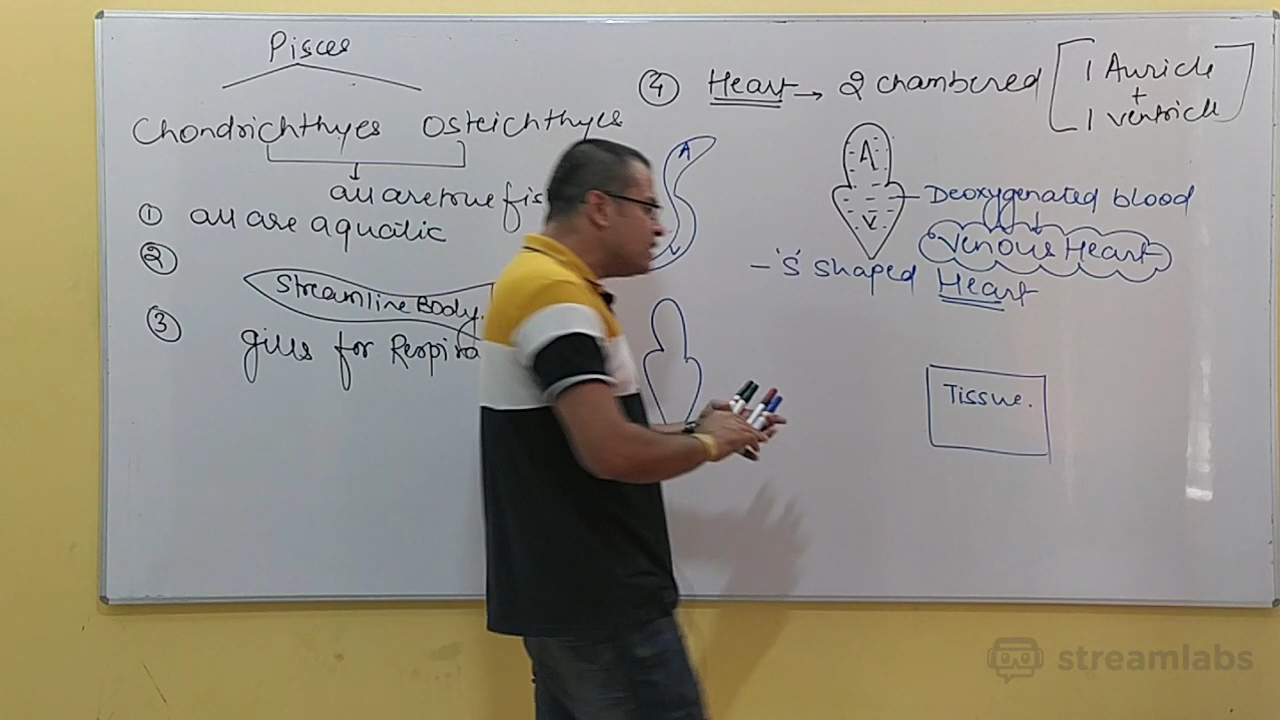 Pisces
Chondrichthyes Osteichthyes
all are true fis
① all are aquatic
②
Streamline Body.
③
gills for Respira
④ Heart → 2 chambered [1 Auricle
+
1 ventricle]
A
V
A
V
Deoxygenated blood
Venous Heart
- 'S' shaped Heart
Tissue.
streamlabs